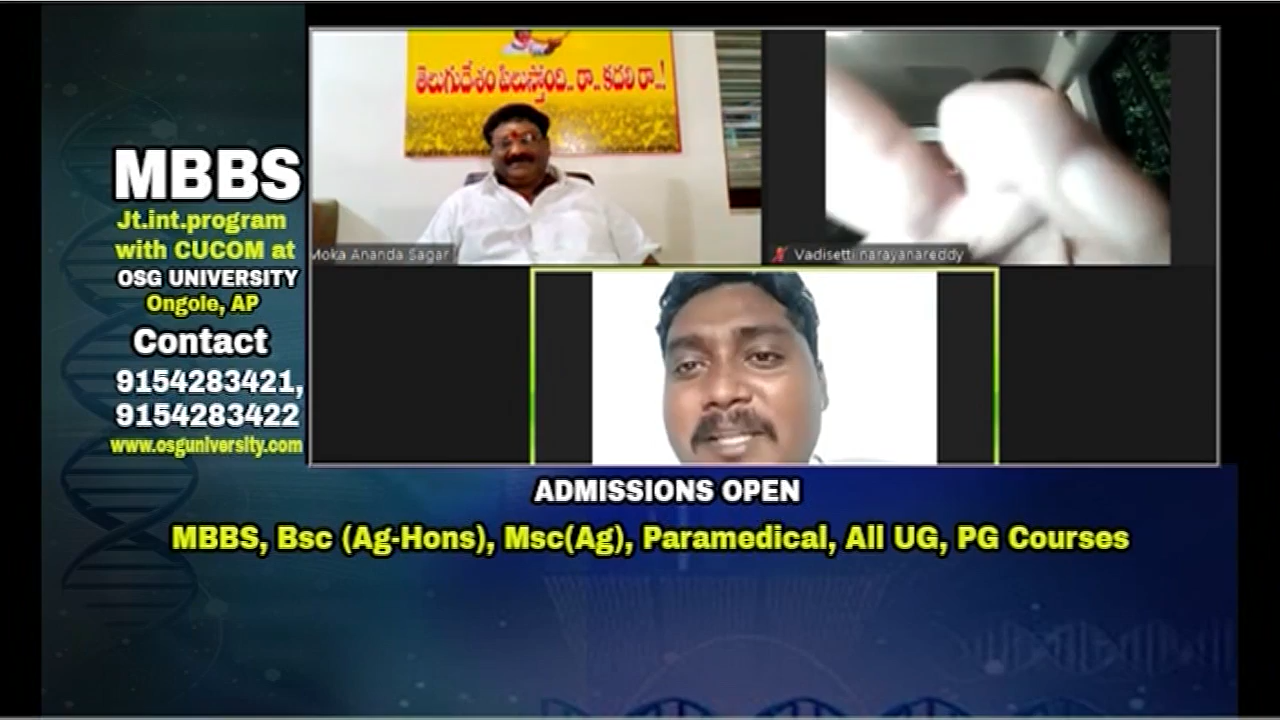 తెలుగుదేశం పిలుస్తోంది.. రా.. కదలి రా..!
Moka Ananda Sagar
Vadisetti narayanareddy
MBBS
Jt.int.program
with CUCOM at
OSG UNIVERSITY
Ongole, AP
Contact
9154283421,
9154283422
www.osguniversity.com
ADMISSIONS OPEN
MBBS, Bsc (Ag-Hons), Msc(Ag), Paramedical, All UG, PG Courses